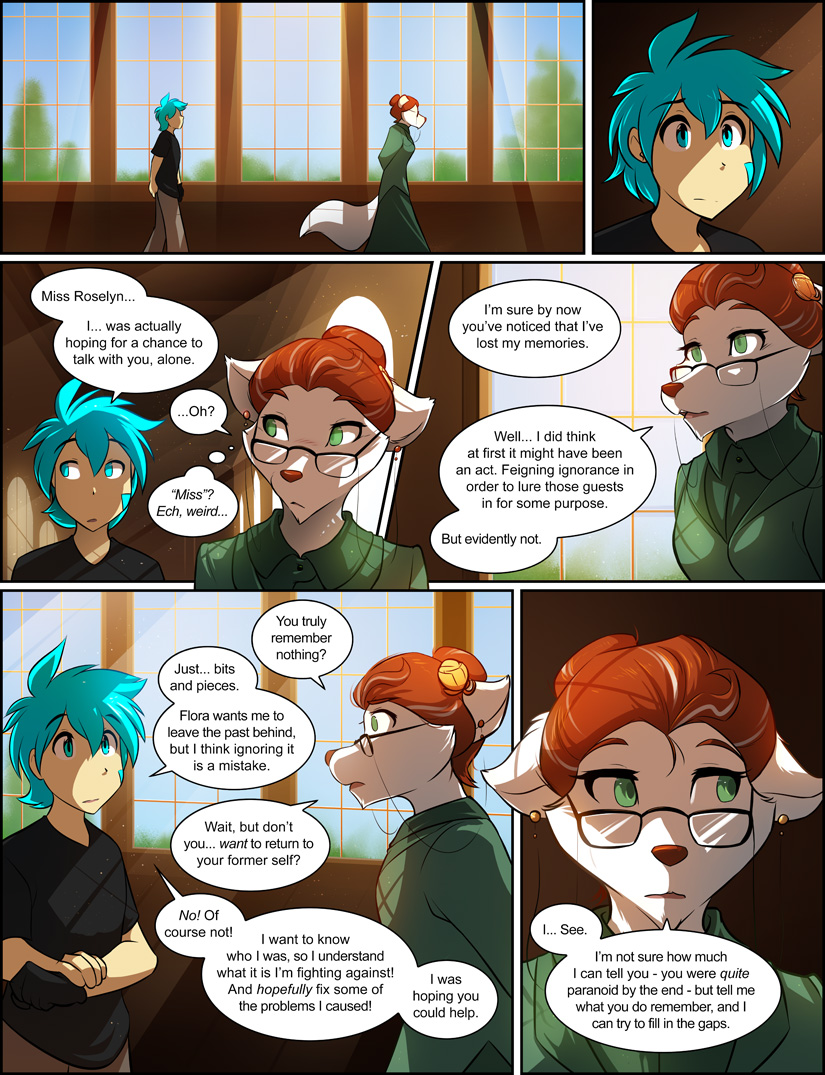 Miss Roselyn...
I... was actually
hoping for a chance to
talk with you, alone.
...Oh?
“Miss”?
Ech, weird...
I’m sure by now
you’ve noticed that I’ve
lost my memories.
Well... I did think
at first it might have been
an act. Feigning ignorance in
order to lure those guests
in for some purpose.
But evidently not.
You truly
remember
nothing?
Just... bits
and pieces.
Flora wants me to
leave the past behind,
but I think ignoring it
is a mistake.
Wait, but don’t
you... want to return to
your former self?
No! Of
course not!
I want to know
who I was, so I understand
what it is I’m fighting against!
And hopefully fix some of
the problems I caused!
I was
hoping you
could help.
I... See.
I’m not sure how much
I can tell you - you were quite
paranoid by the end - but tell me
what you do remember, and I
can try to fill in the gaps.